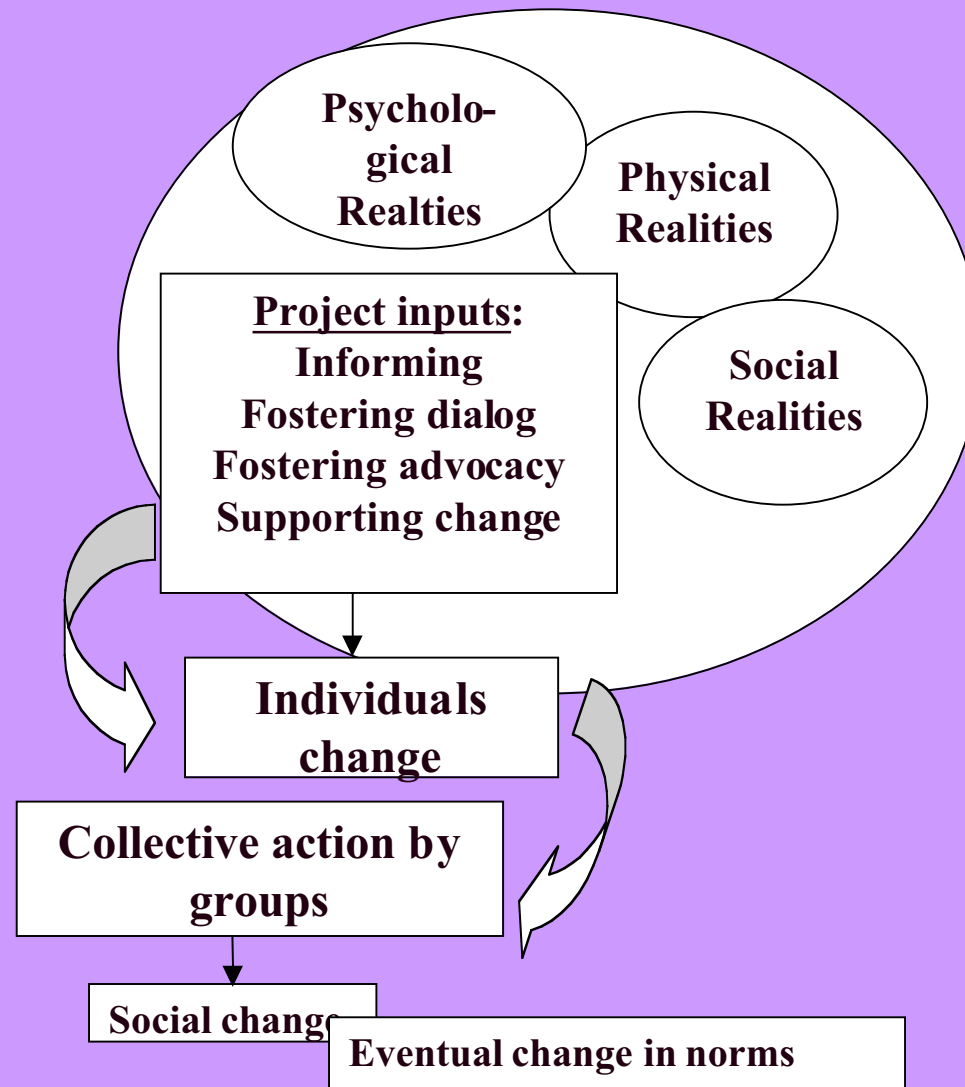 Psycholo-
gical
Realties
Physical
Realities
Social
Realities
Project inputs:
Informing
Fostering dialog
Fostering advocacy
Supporting change
Individuals
change
Collective action by
groups
Social change
Eventual change in norms